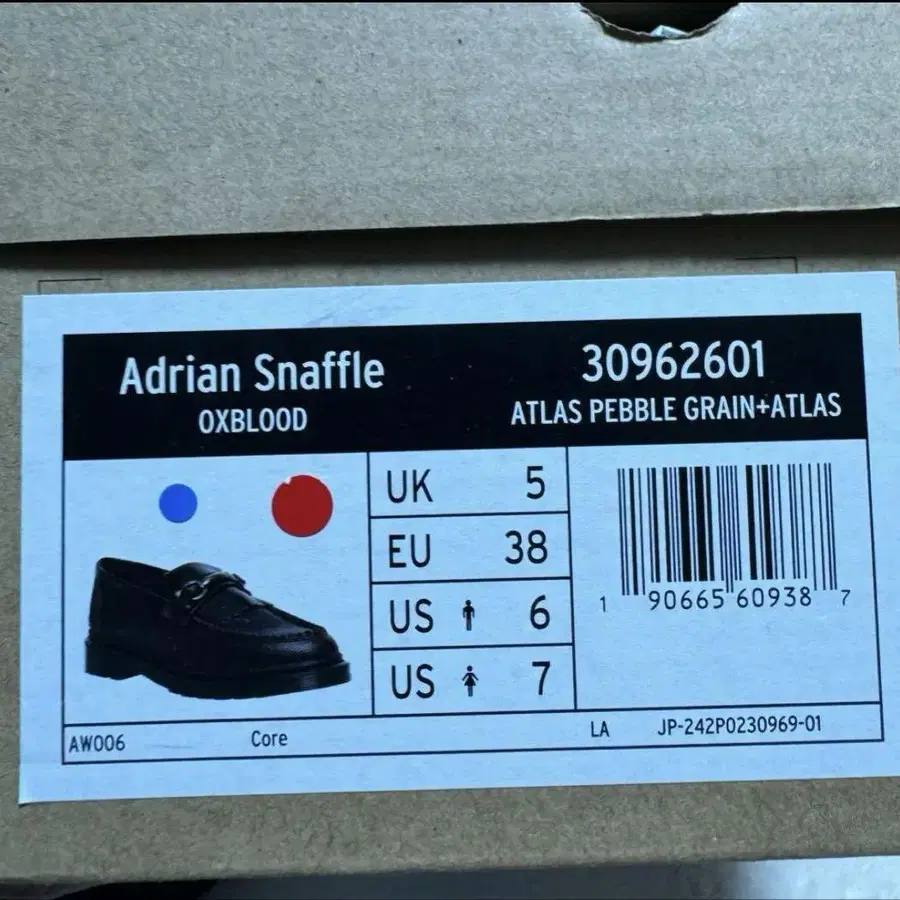 Adrian Snaffle
OXBLOOD
30962601
ATLAS PEBBLE GRAIN+ATLAS
UK 5
EU 38
US 6
US 7
1 90665 60938 7
AW006 Core LA JP-242P0230969-01